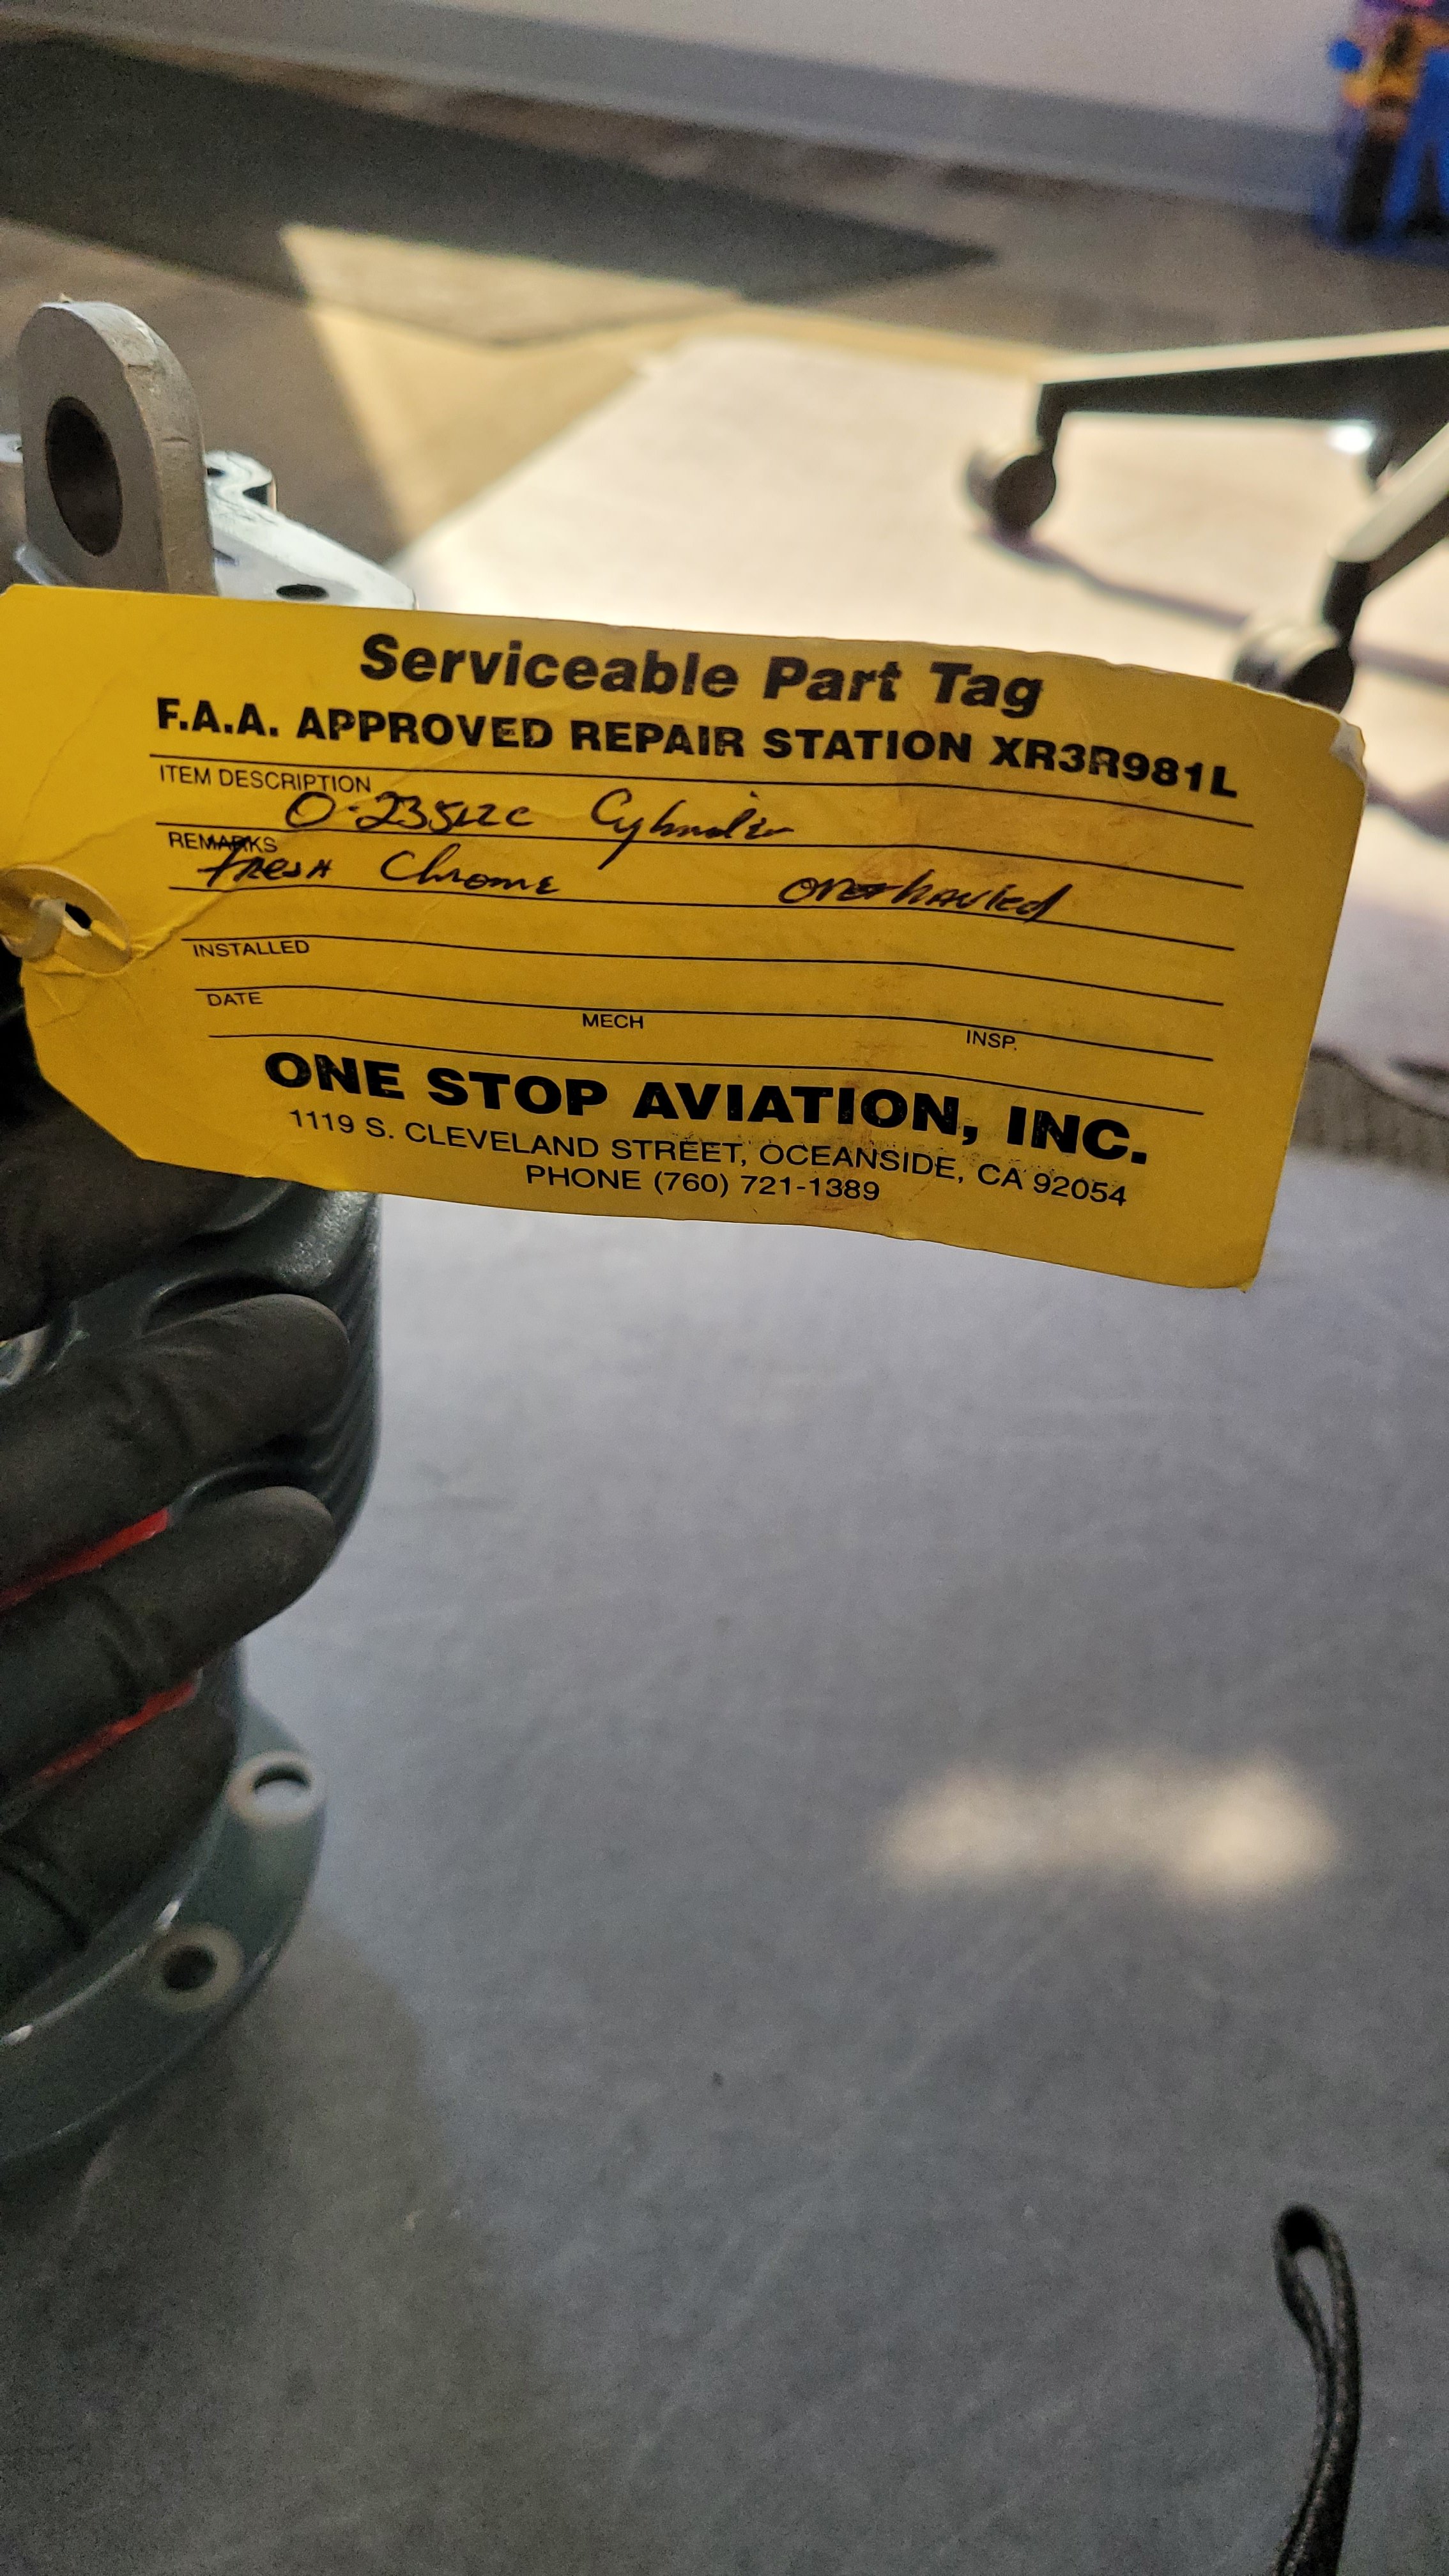 Serviceable Part Tag
F.A.A. APPROVED REPAIR STATION XR3R981L
ITEM DESCRIPTION
O-235L2C Cylinder
REMARKS
Fresh Chrome overhauled
INSTALLED
DATE MECH INSP.
ONE STOP AVIATION, INC.
1119 S. CLEVELAND STREET, OCEANSIDE, CA 92054
PHONE (760) 721-1389